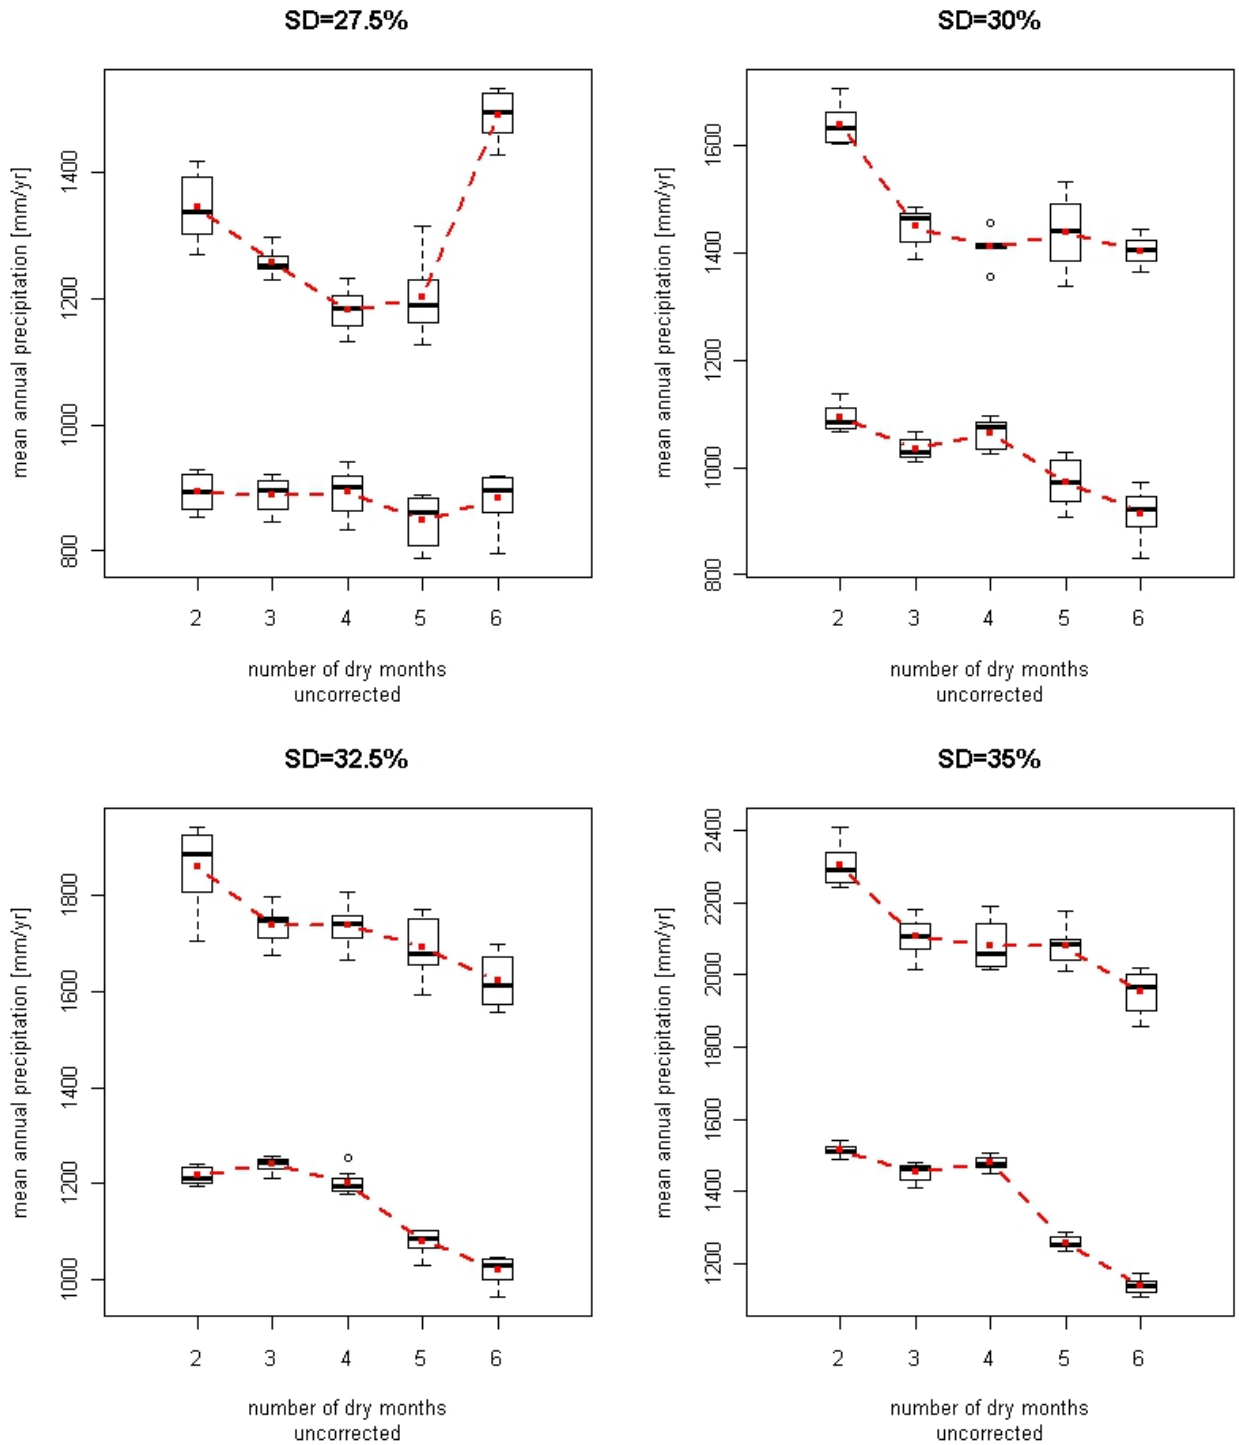 SD=27.5%
mean annual precipitation [mm/yr]
1400
1200
1000
800
2 3 4 5 6
number of dry months
uncorrected
SD=30%
mean annual precipitation [mm/yr]
1600
1400
1200
1000
800
2 3 4 5 6
number of dry months
uncorrected
SD=32.5%
mean annual precipitation [mm/yr]
1800
1600
1400
1200
1000
2 3 4 5 6
number of dry months
uncorrected
SD=35%
mean annual precipitation [mm/yr]
2400
2200
2000
1800
1600
1400
1200
2 3 4 5 6
number of dry months
uncorrected